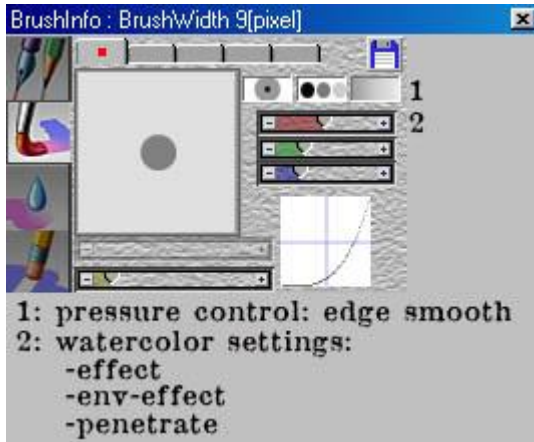 BrushInfo : BrushWidth 9[pixel]
1
2
1: pressure control: edge smooth
2: watercolor settings:
-effect
-env-effect
-penetrate